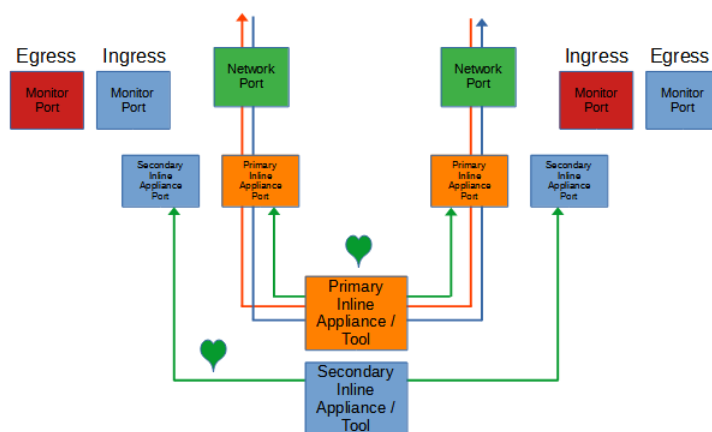 Egress
Ingress
Ingress
Egress
Monitor
Port
Monitor
Port
Network
Port
Network
Port
Monitor
Port
Monitor
Port
Secondary
Inline
Appliance
Port
Primary
Inline
Appliance
Port
Primary
Inline
Appliance
Port
Secondary
Inline
Appliance
Port
Primary
Inline
Appliance /
Tool
Secondary
Inline
Appliance /
Tool